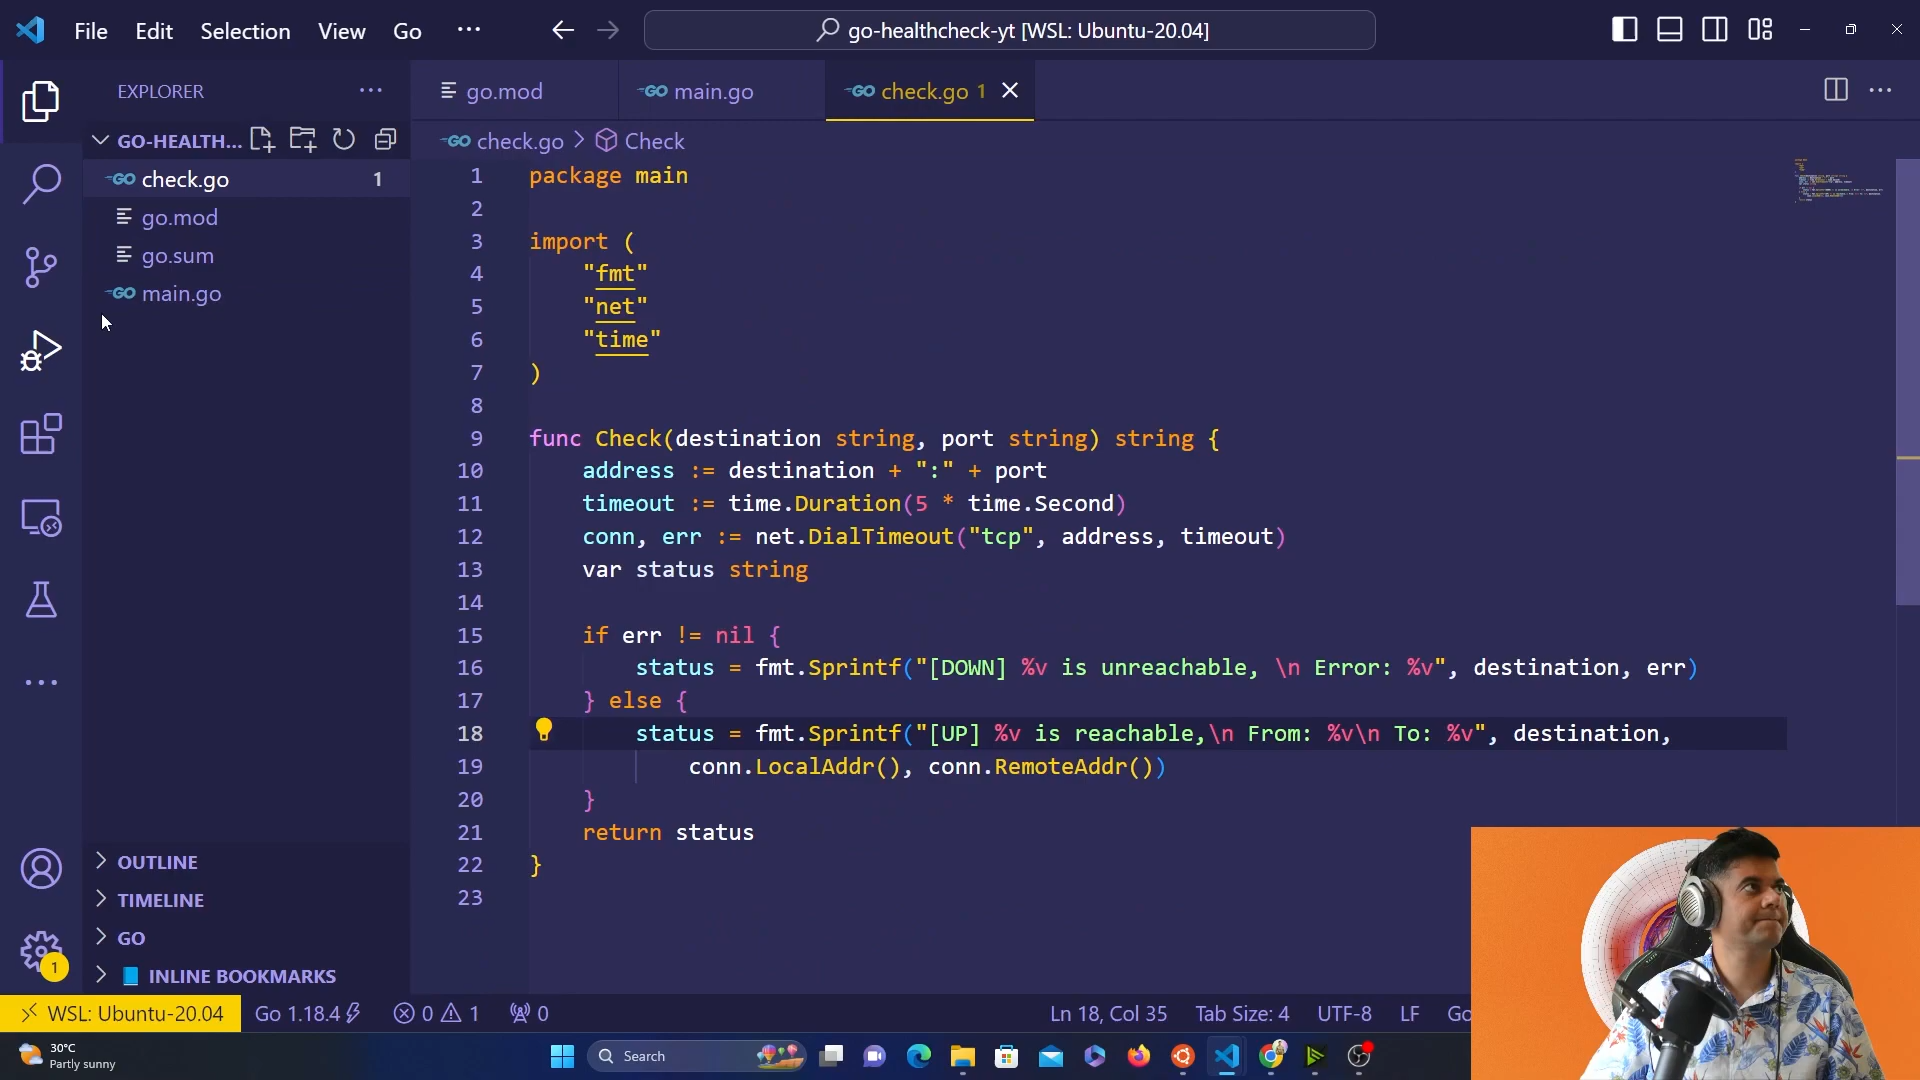 File Edit Selection View Go ···
go-healthcheck-yt [WSL: Ubuntu-20.04]
EXPLORER
go.mod
GO main.go
GO check.go 1
GO-HEALTH...
GO check.go > Check
GO check.go 1
go.mod
go.sum
GO main.go
1 package main
2
3 import (
4 "fmt"
5 "net"
6 "time"
7 )
8
9 func Check(destination string, port string) string {
10 address := destination + ":" + port
11 timeout := time.Duration(5 * time.Second)
12 conn, err := net.DialTimeout("tcp", address, timeout)
13 var status string
14
15 if err != nil {
16 status = fmt.Sprintf("[DOWN] %v is unreachable, \n Error: %v", destination, err)
17 } else {
18 status = fmt.Sprintf("[UP] %v is reachable,\n From: %v\n To: %v", destination,
19 conn.LocalAddr(), conn.RemoteAddr())
20 }
21 return status
22 }
23
OUTLINE
TIMELINE
GO
INLINE BOOKMARKS
1
WSL: Ubuntu-20.04 Go 1.18.4 0 1 0 Ln 18, Col 35 Tab Size: 4 UTF-8 LF Go
30°C
Partly sunny
Search